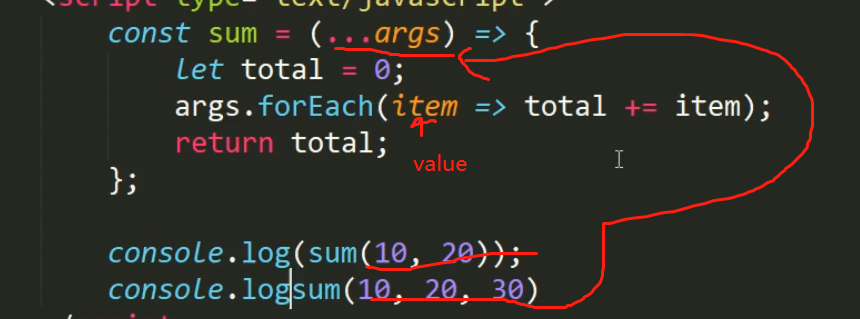 <script type="text/javascript">
const sum = (...args) => {
let total = 0;
args.forEach(item => total += item);
return total;
value
};
console.log(sum(10, 20));
console.logsum(10, 20, 30)
</script>